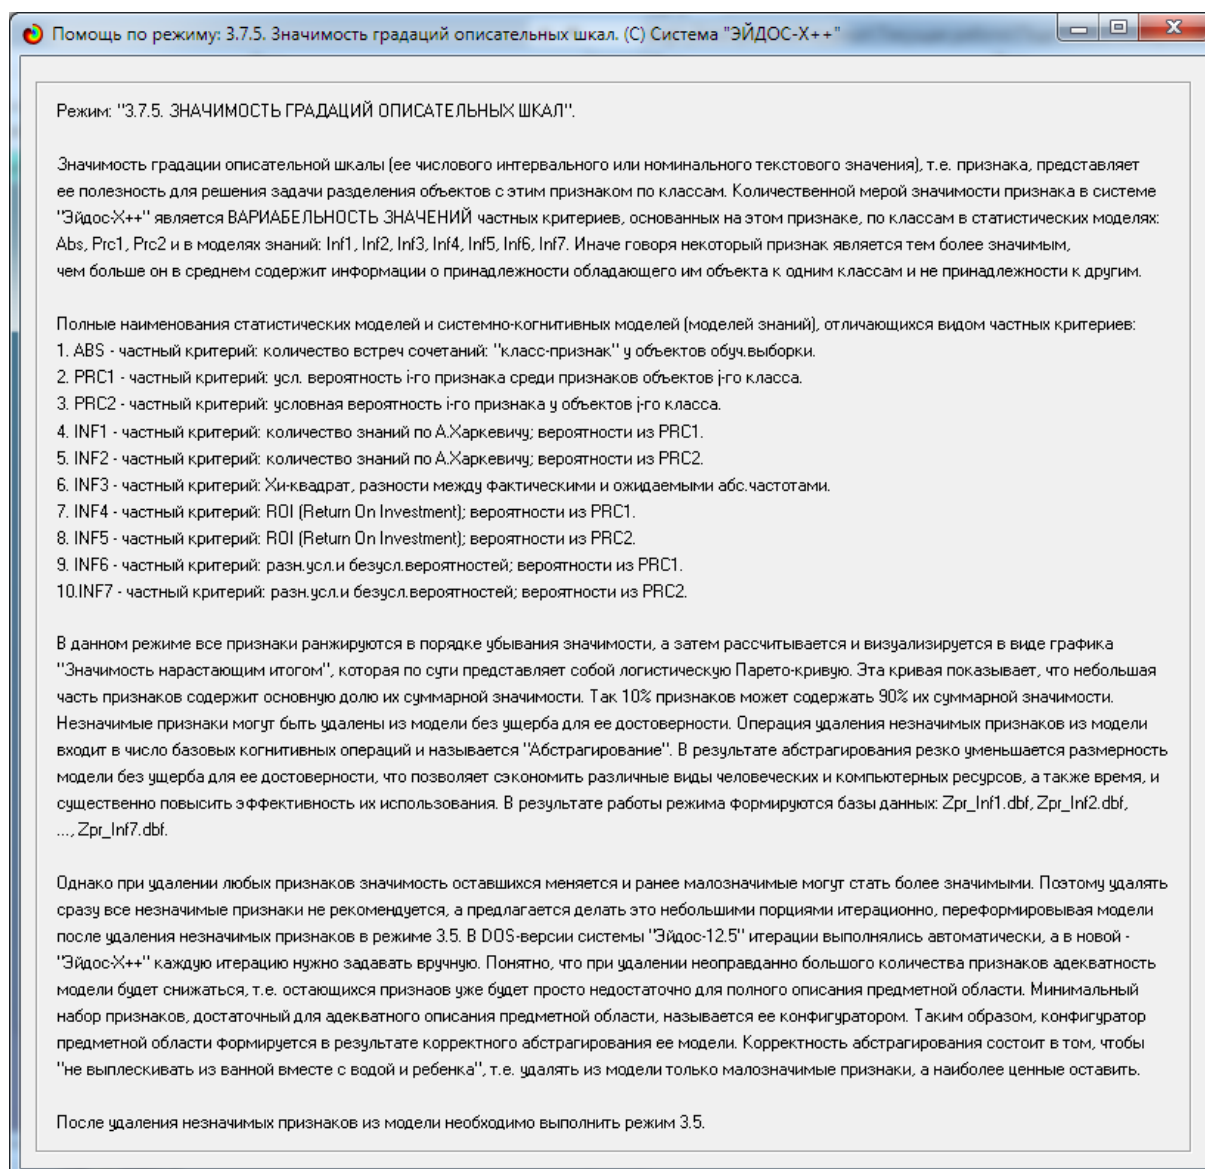 Помощь по режиму: 3.7.5. Значимость градаций описательных шкал. (C) Система "ЭЙДОС-X++"
Режим: "3.7.5. ЗНАЧИМОСТЬ ГРАДАЦИЙ ОПИСАТЕЛЬНЫХ ШКАЛ".
Значимость градации описательной шкалы (ее числового интервального или номинального текстового значения), т.е. признака, представляет
ее полезность для решения задачи разделения объектов с этим признаком по классам. Количественной мерой значимости признака в системе
"Эйдос-X++" является ВАРИАБЕЛЬНОСТЬ ЗНАЧЕНИЙ частных критериев, основанных на этом признаке, по классам в статистических моделях:
Abs, Prc1, Prc2 и в моделях знаний: Inf1, Inf2, Inf3, Inf4, Inf5, Inf6, Inf7. Иначе говоря некоторый признак является тем более значимым,
чем больше он в среднем содержит информации о принадлежности обладающего им объекта к одним классам и не принадлежности к другим.
Полные наименования статистических моделей и системно-когнитивных моделей (моделей знаний), отличающихся видом частных критериев:
1. ABS - частный критерий: количество встреч сочетаний: "класс-признак" у объектов обуч.выборки.
2. PRC1 - частный критерий: усл. вероятность i-го признака среди признаков объектов j-го класса.
3. PRC2 - частный критерий: условная вероятность i-го признака у объектов j-го класса.
4. INF1 - частный критерий: количество знаний по А.Харкевичу; вероятности из PRC1.
5. INF2 - частный критерий: количество знаний по А.Харкевичу; вероятности из PRC2.
6. INF3 - частный критерий: Хи-квадрат, разности между фактическими и ожидаемыми абс.частотами.
7. INF4 - частный критерий: ROI (Return On Investment); вероятности из PRC1.
8. INF5 - частный критерий: ROI (Return On Investment); вероятности из PRC2.
9. INF6 - частный критерий: разн.усл.и безусл.вероятностей; вероятности из PRC1.
10.INF7 - частный критерий: разн.усл.и безусл.вероятностей; вероятности из PRC2.
В данном режиме все признаки ранжируются в порядке убывания значимости, а затем рассчитывается и визуализируется в виде графика
"Значимость нарастающим итогом", которая по сути представляет собой логистическую Парето-кривую. Эта кривая показывает, что небольшая
часть признаков содержит основную долю их суммарной значимости. Так 10% признаков может содержать 90% их суммарной значимости.
Незначимые признаки могут быть удалены из модели без ущерба для ее достоверности. Операция удаления незначимых признаков из модели
входит в число базовых когнитивных операций и называется "Абстрагирование". В результате абстрагирования резко уменьшается размерность
модели без ущерба для ее достоверности, что позволяет сэкономить различные виды человеческих и компьютерных ресурсов, а также время, и
существенно повысить эффективность их использования. В результате работы режима формируются базы данных: Zpr_Inf1.dbf, Zpr_Inf2.dbf,
..., Zpr_Inf7.dbf.
Однако при удалении любых признаков значимость оставшихся меняется и ранее малозначимые могут стать более значимыми. Поэтому удалять
сразу все незначимые признаки не рекомендуется, а предлагается делать это небольшими порциями итерационно, переформировывая модели
после удаления незначимых признаков в режиме 3.5. В DOS-версии системы "Эйдос-12.5" итерации выполнялись автоматически, а в новой -
"Эйдос-X++" каждую итерацию нужно задавать вручную. Понятно, что при удалении неоправданно большого количества признаков адекватность
модели будет снижаться, т.е. остающихся признаов уже будет просто недостаточно для полного описания предметной области. Минимальный
набор признаков, достаточный для адекватного описания предметной области, называется ее конфигуратором. Таким образом, конфигуратор
предметной области формируется в результате корректного абстрагирования ее модели. Корректность абстрагирования состоит в том, чтобы
"не выплескивать из ванной вместе с водой и ребенка", т.е. удалять из модели только малозначимые признаки, а наиболее ценные оставить.
После удаления незначимых признаков из модели необходимо выполнить режим 3.5.